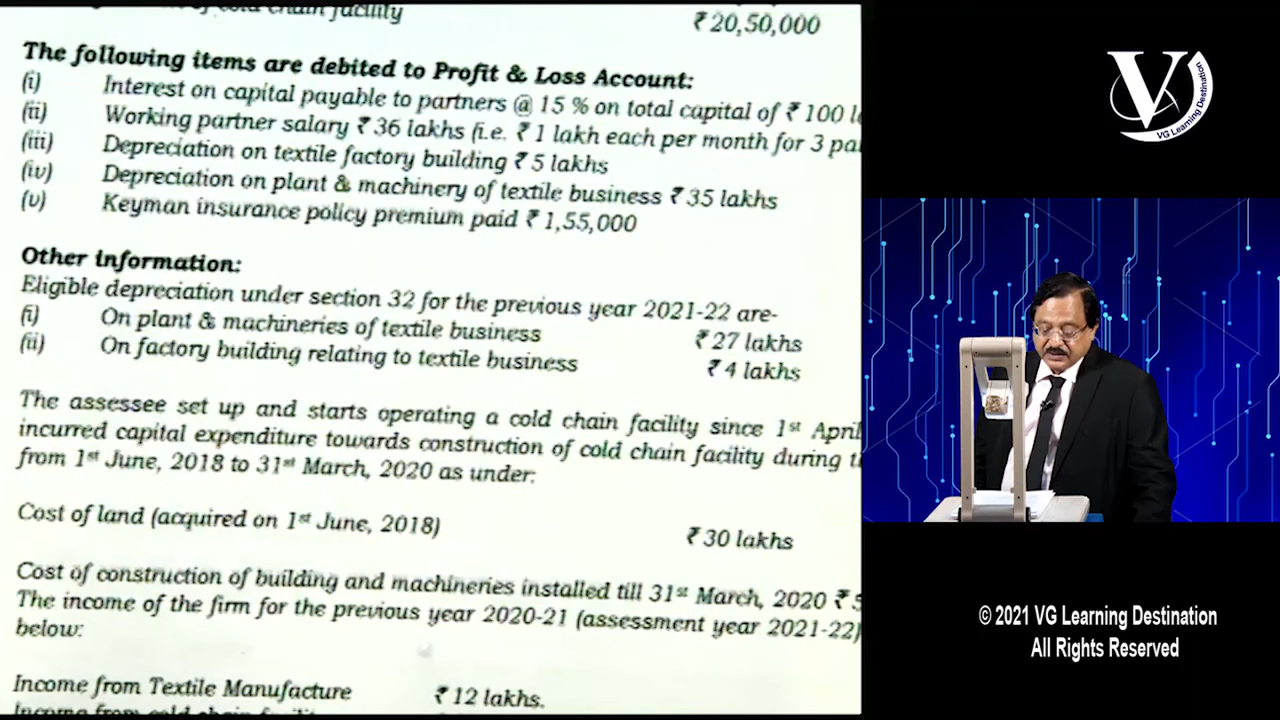 of cold chain facility ₹ 20,50,000
The following items are debited to Profit & Loss Account:
(i) Interest on capital payable to partners @ 15 % on total capital of ₹ 100
(ii) Working partner salary ₹ 36 lakhs (i.e. ₹ 1 lakh each per month for 3
(iii) Depreciation on textile factory building ₹ 5 lakhs
(iv) Depreciation on plant & machinery of textile business ₹ 35 lakhs
(v) Keyman insurance policy premium paid ₹ 1,55,000
Other information:
Eligible depreciation under section 32 for the previous year 2021-22 are-
(i) On plant & machineries of textile business ₹ 27 lakhs
(ii) On factory building relating to textile business ₹ 4 lakhs
The assessee set up and starts operating a cold chain facility since 1st April
incurred capital expenditure towards construction of cold chain facility during
from 1st June, 2018 to 31st March, 2020 as under:
Cost of land (acquired on 1st June, 2018) ₹ 30 lakhs
Cost of construction of building and machineries installed till 31st March, 2020 ₹
The income of the firm for the previous year 2020-21 (assessment year 2021-22)
below:
Income from Textile Manufacture ₹ 12 lakhs.
Income from cold chain facility
V
VG Learning Destination
© 2021 VG Learning Destination
All Rights Reserved